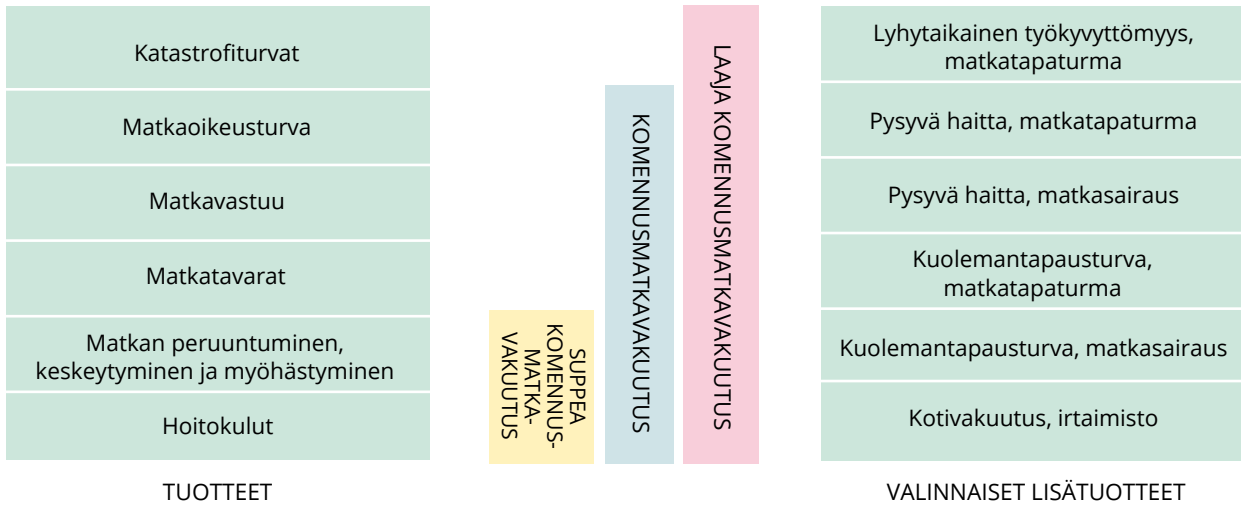 Katastrofiturvat
Matkaoikeusturva
Matkavastuu
Matkatavarat
Matkan peruuntuminen,
keskeytyminen ja myöhästyminen
Hoitokulut
TUOTTEET
SUPPEA
KOMENNUS-
MATKA-
VAKUUTUS
KOMENNUSMATKAVAKUUTUS
LAAJA KOMENNUSMATKAVAKUUTUS
Lyhytaikainen työkyvyttömyys,
matkatapaturma
Pysyvä haitta, matkatapaturma
Pysyvä haitta, matkasairaus
Kuolemantapausturva,
matkatapaturma
Kuolemantapausturva, matkasairaus
Kotivakuutus, irtaimisto
VALINNAISET LISÄTUOTTEET